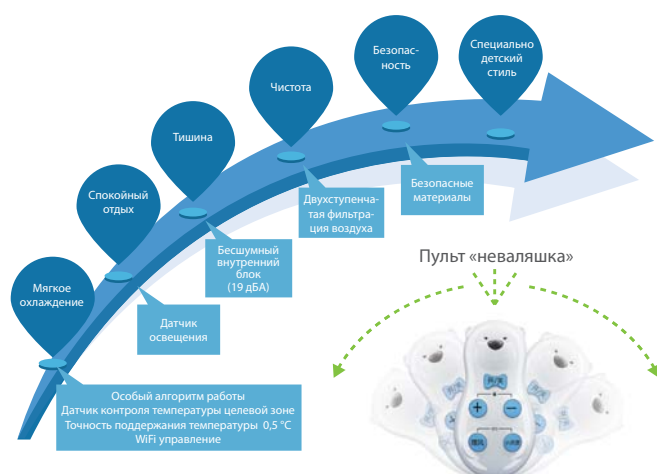 Специально
детский
стиль
Безопас-
ность
Чистота
Тишина
Спокойный
отдых
Мягкое
охлаждение
Безопасные
материалы
Двухступенча-
тая фильтра-
ция воздуха
Бесшумный
внутренний
блок
(19 дБА)
Датчик
освещения
Особый алгоритм работы
Датчик контроля температуры целевой зоне
Точность поддержания температуры 0,5 °C
WiFi управление
Пульт «неваляшка»
+ −